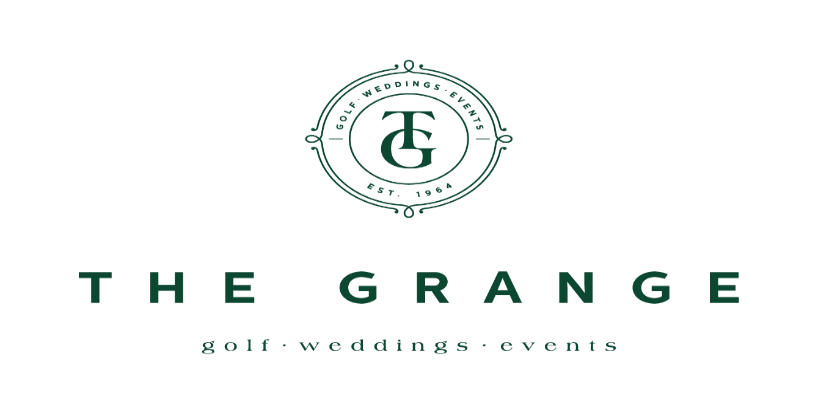 GOLF · WEDDINGS · EVENTS
TG
EST. 1964
THE GRANGE
golf · weddings · events